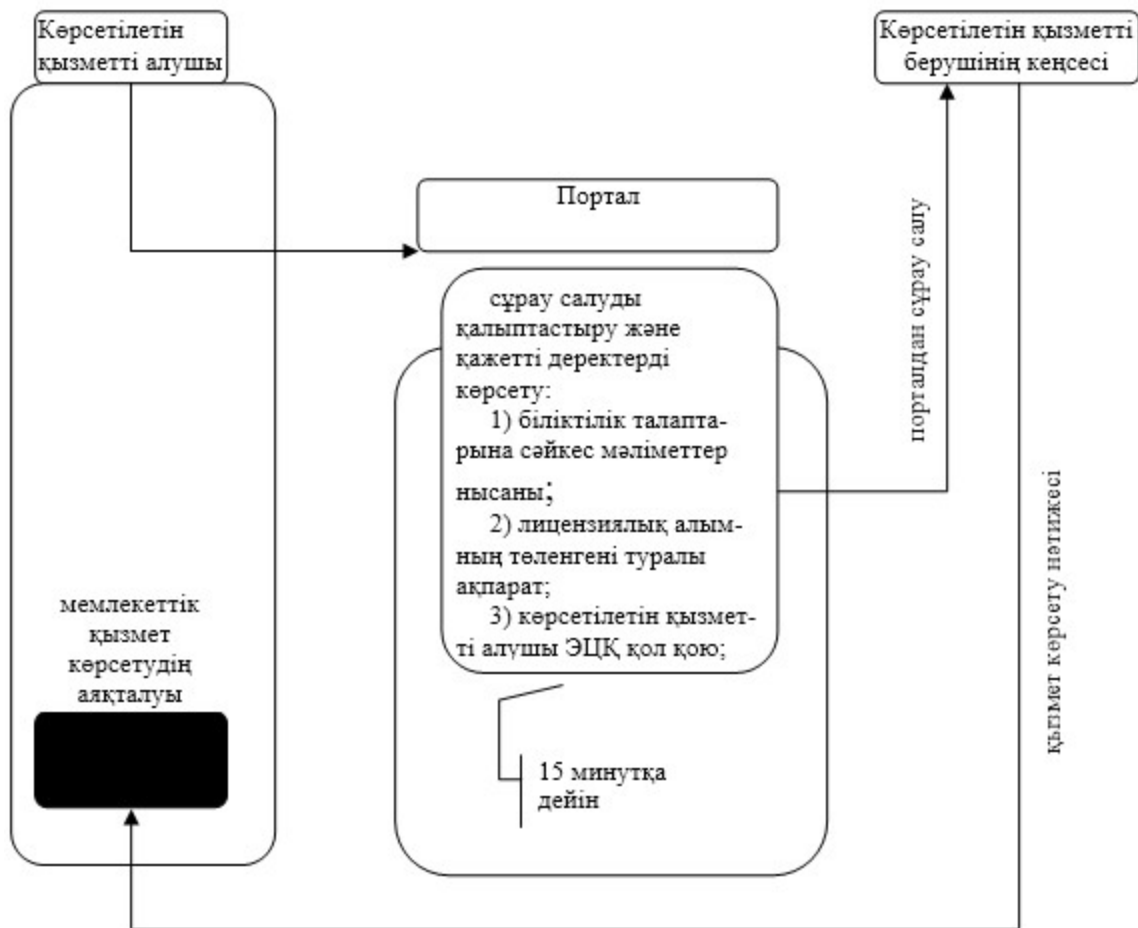 Көрсетілетін
қызметті алушы
Көрсетілетін қызметті
берушінің кеңсесі
Портал
сұрау салуды
қалыптастыру және
қажетті деректерді
көрсету:
1) біліктілік талапта-
рына сәйкес мәліметтер
нысаны;
2) лицензиялық алым-
ның төленгені туралы
ақпарат;
3) көрсетілетін қызмет-
ті алушы ЭЦҚ қол қою;
15 минутқа
дейін
порталдан сұрау салу
қызмет көрсету нәтижесі
мемлекеттік
қызмет
көрсетудің
аяқталуы